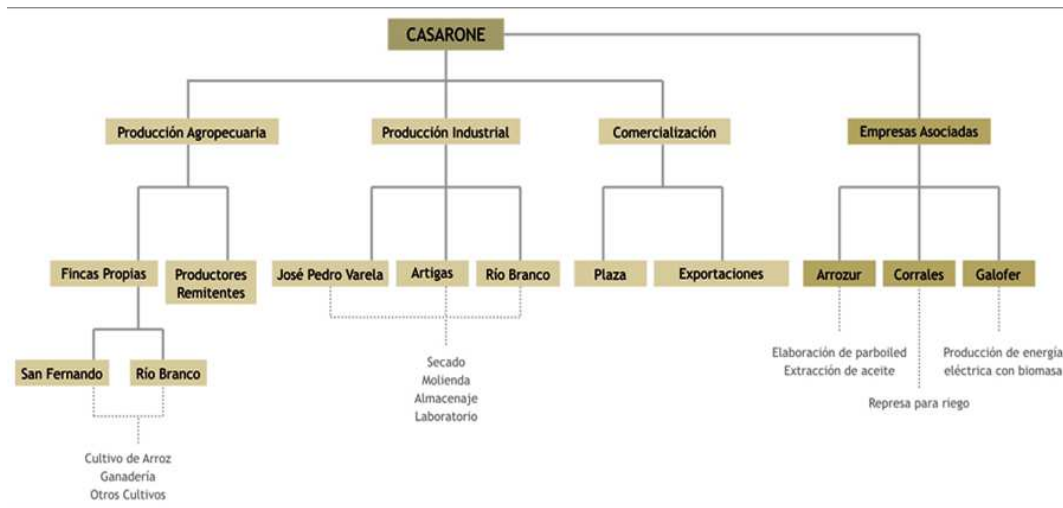 CASARONE
Producción Agropecuaria
Producción Industrial
Comercialización
Empresas Asociadas
Fincas Propias
Productores
Remitentes
José Pedro Varela
Artigas
Río Branco
Plaza
Exportaciones
Arrozur
Corrales
Galofer
San Fernando
Río Branco
Secado
Molienda
Almacenaje
Laboratorio
Elaboración de parboiled
Extracción de aceite
Producción de energía
eléctrica con biomasa
Represa para riego
Cultivo de Arroz
Ganadería
Otros Cultivos